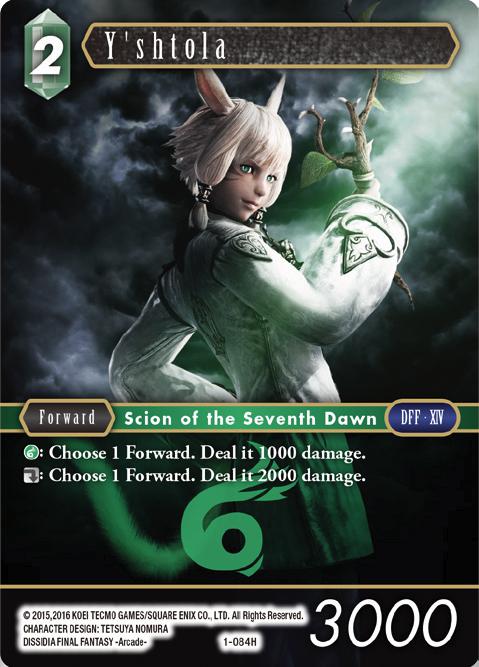 2
Y'shtola
Forward
Scion of the Seventh Dawn
DFF · XIV
: Choose 1 Forward. Deal it 1000 damage.
: Choose 1 Forward. Deal it 2000 damage.
© 2015,2016 KOEI TECMO GAMES/SQUARE ENIX CO., LTD. All Rights Reserved.
CHARACTER DESIGN: TETSUYA NOMURA
DISSIDIA FINAL FANTASY -Arcade-
1-084H
3000